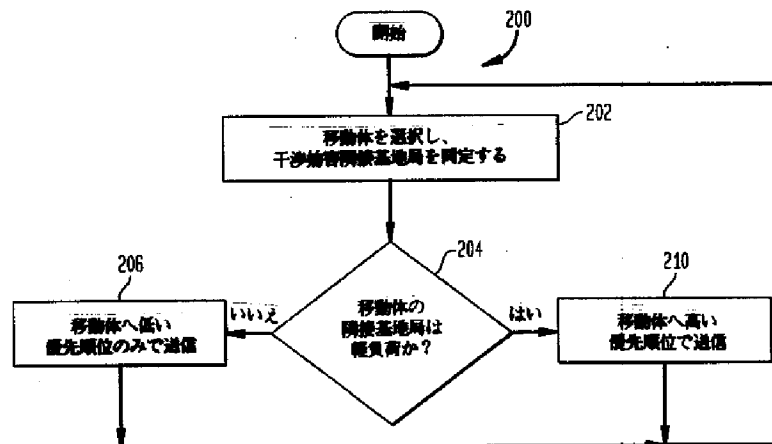 開始
200
202
移動体を選択し、
干渉妨害隣接基地局を同定する
204
206
210
いいえ
移動体の
はい
移動体へ低い
隣接基地局は
移動体へ高い
優先順位のみで送信
軽負荷か?
優先順位で送信